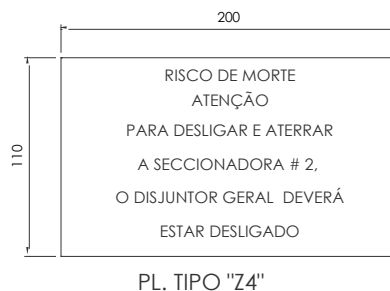 200
110
RISCO DE MORTE
ATENÇÃO
PARA DESLIGAR E ATERRAR
A SECCIONADORA # 2,
O DISJUNTOR GERAL DEVERÁ
ESTAR DESLIGADO
PL. TIPO "Z4"